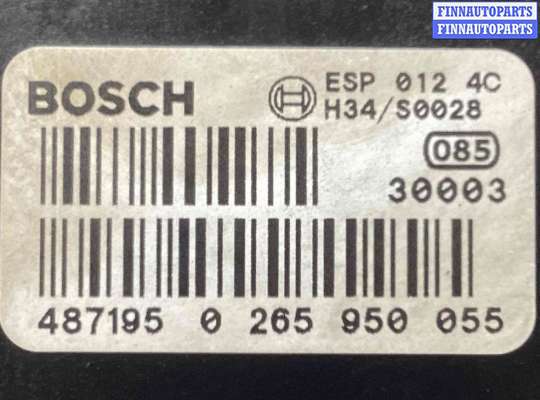 FINNAUTOPARTS
FINNAUTOPARTS
BOSCH
ESP 012 4C
H34/S0028
085
30003
487195 0 265 950 055